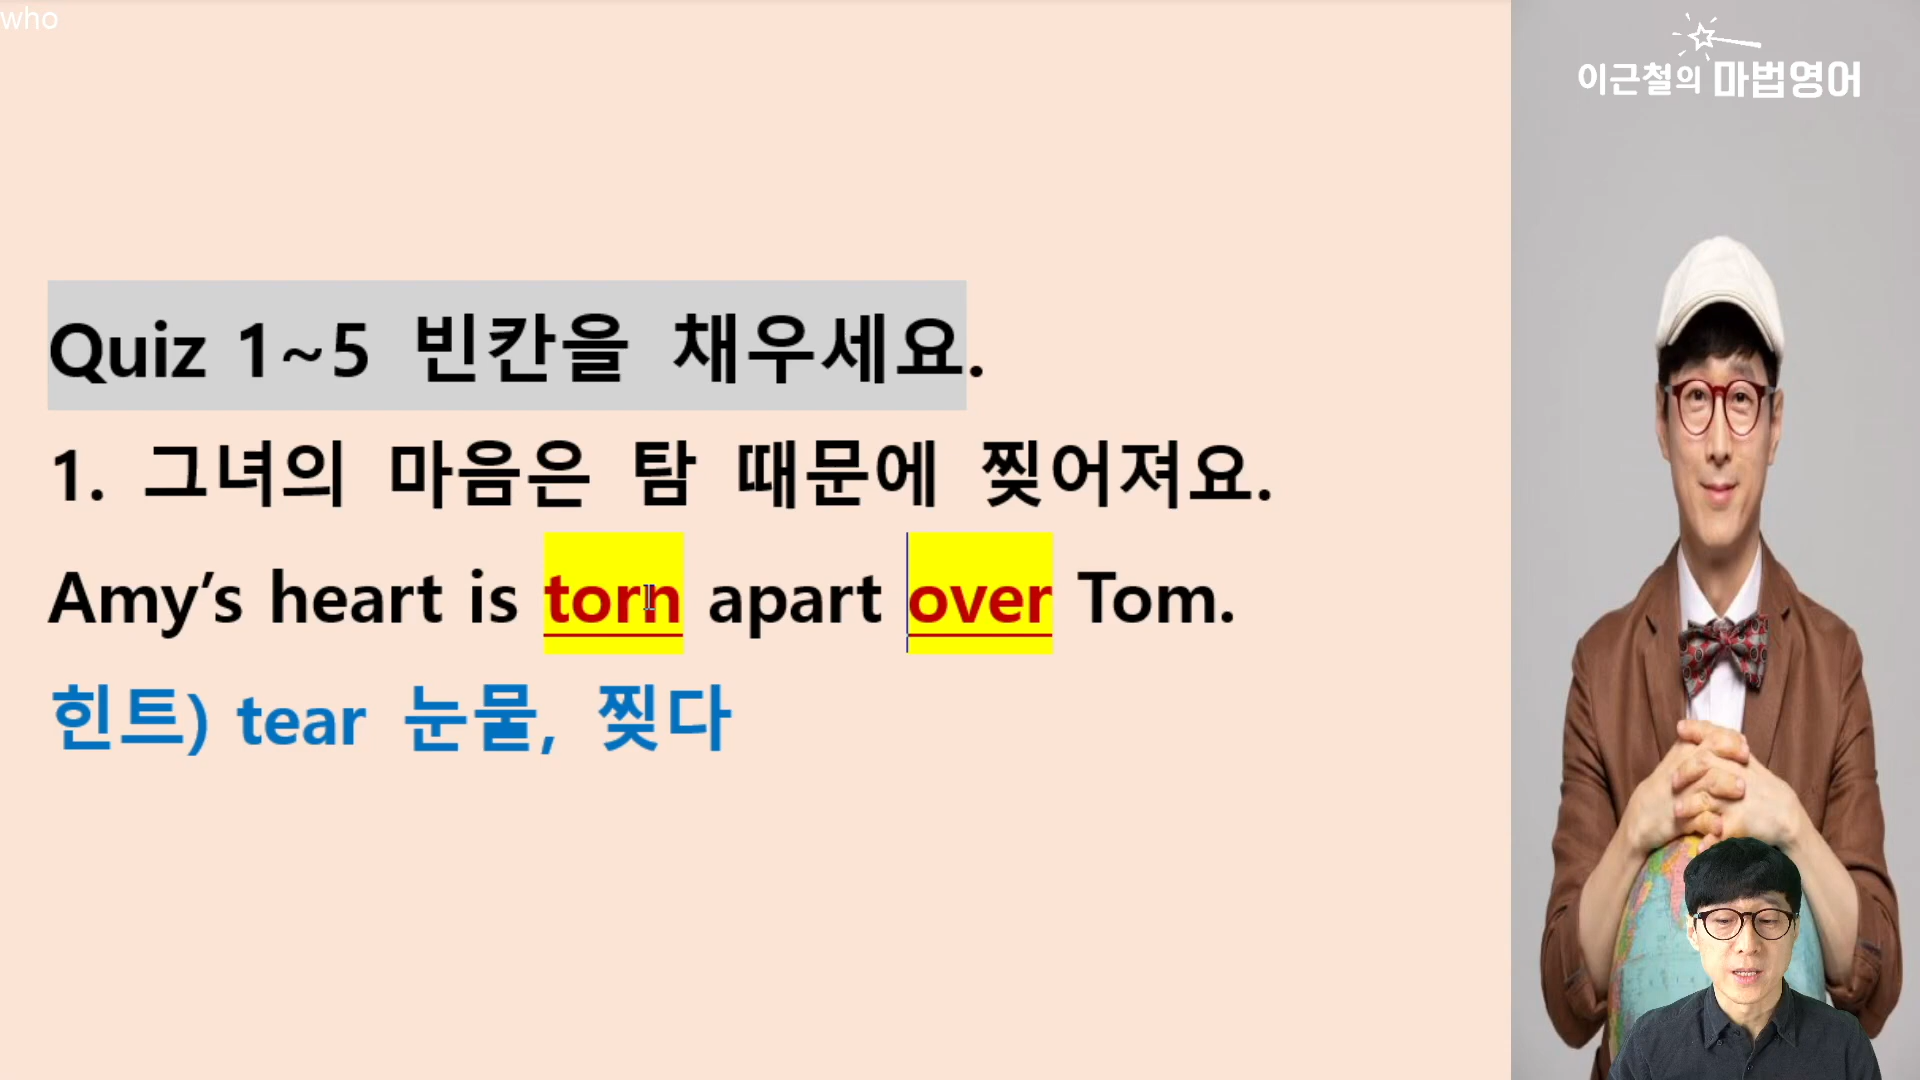 who
이근철의 마법영어
Quiz 1~5 빈칸을 채우세요.
1. 그녀의 마음은 탐 때문에 찢어져요.
Amy’s heart is torn apart over Tom.
힌트) tear 눈물, 찢다